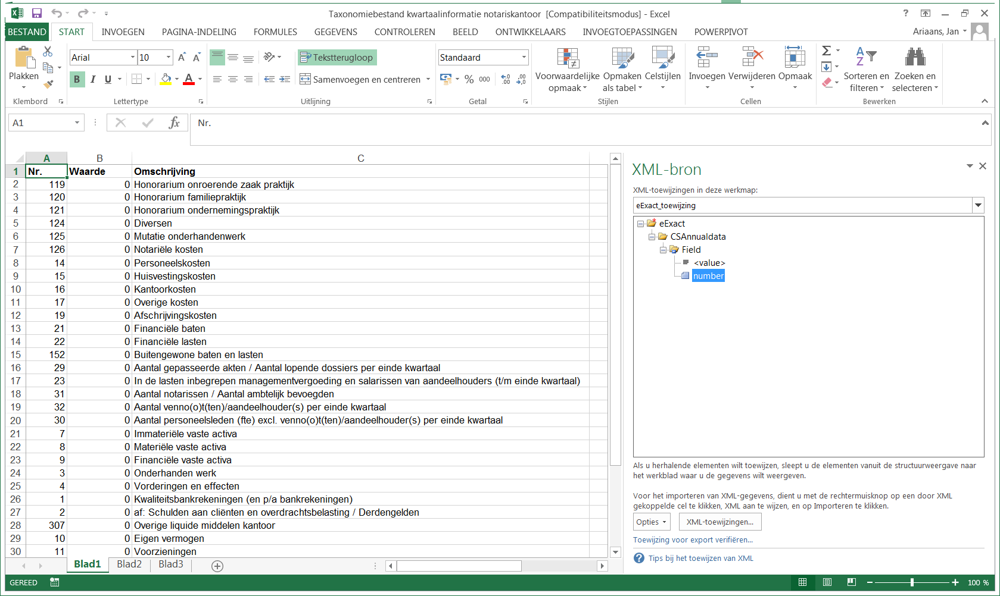 Taxonomiebestand kwartaalinformatie notariskantoor [Compatibiliteitsmodus] - Excel
?
BESTAND START INVOEGEN PAGINA-INDELING FORMULES GEGEVENS CONTROLEREN BEELD ONTWIKKELAARS INVOEGTOEPASSINGEN POWERPIVOT Ariaans, Jan
Plakken
Klembord
Arial 10
B I U A
Lettertype
Tekstterugloop
Samenvoegen en centreren
Uitlijning
Standaard
% 000
Getal
Voorwaardelijke opmaak
Opmaken als tabel
Celstijlen
Stijlen
Invoegen Verwijderen Opmaak
Cellen
Sorteren en filteren
Zoeken en selecteren
Bewerken
A1 fx Nr.
A B C
1 Nr. Waarde Omschrijving
2 119 0 Honorarium onroerende zaak praktijk
3 120 0 Honorarium familiepraktijk
4 121 0 Honorarium ondernemingspraktijk
5 124 0 Diversen
6 125 0 Mutatie onderhandenwerk
7 126 0 Notariële kosten
8 14 0 Personeelskosten
9 15 0 Huisvestingskosten
10 16 0 Kantoorkosten
11 17 0 Overige kosten
12 19 0 Afschrijvingskosten
13 21 0 Financiële baten
14 22 0 Financiële lasten
15 152 0 Buitengewone baten en lasten
16 29 0 Aantal gepasseerde akten / Aantal lopende dossiers per einde kwartaal
17 23 0 In de lasten inbegrepen managementvergoeding en salarissen van aandeelhouders (t/m einde kwartaal)
18 31 0 Aantal notarissen / Aantal ambtelijk bevoegden
19 32 0 Aantal venno(o)t(ten)/aandeelhouder(s) per einde kwartaal
20 30 0 Aantal personeelsleden (fte) excl. venno(o)t(ten)/aandeelhouder(s) per einde kwartaal
21 7 0 Immateriële vaste activa
22 8 0 Materiële vaste activa
23 9 0 Financiële vaste activa
24 3 0 Onderhanden werk
25 4 0 Vorderingen en effecten
26 1 0 Kwaliteitsbankrekeningen (en p/a bankrekeningen)
27 2 0 af: Schulden aan cliënten en overdrachtsbelasting / Derdengelden
28 307 0 Overige liquide middelen kantoor
29 10 0 Eigen vermogen
30 11 0 Voorzieningen
Blad1 Blad2 Blad3
XML-bron
XML-toewijzingen in deze werkmap:
eExact_toewijzing
eExact
CSAnnualdata
Field
<value>
number
Als u herhalende elementen wilt toewijzen, sleept u de elementen vanuit de structuurweergave naar
het werkblad waar u de gegevens wilt weergeven.
Voor het importeren van XML-gegevens, dient u met de rechtermuisknop op een door XML
gekoppelde cel te klikken, XML aan te wijzen, en op Importeren te klikken.
Opties XML-toewijzingen...
Toewijzing voor export verifiëren...
? Tips bij het toewijzen van XML
GEREED 100 %